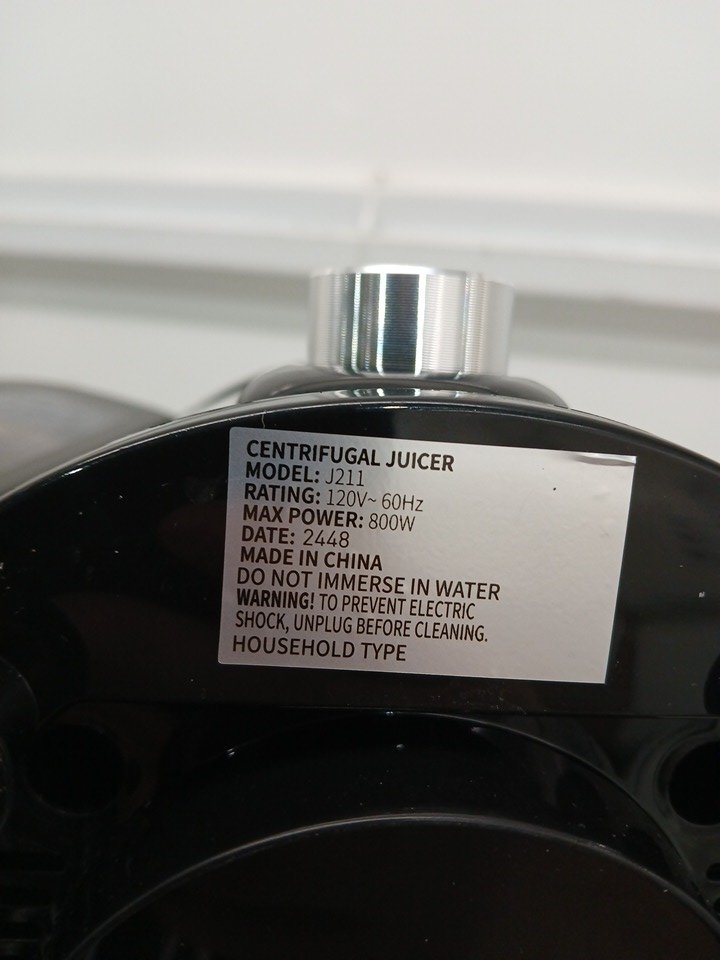 CENTRIFUGAL JUICER
MODEL: J211
RATING: 120V~ 60Hz
MAX POWER: 800W
DATE: 2448
MADE IN CHINA
DO NOT IMMERSE IN WATER
WARNING! TO PREVENT ELECTRIC
SHOCK, UNPLUG BEFORE CLEANING.
HOUSEHOLD TYPE